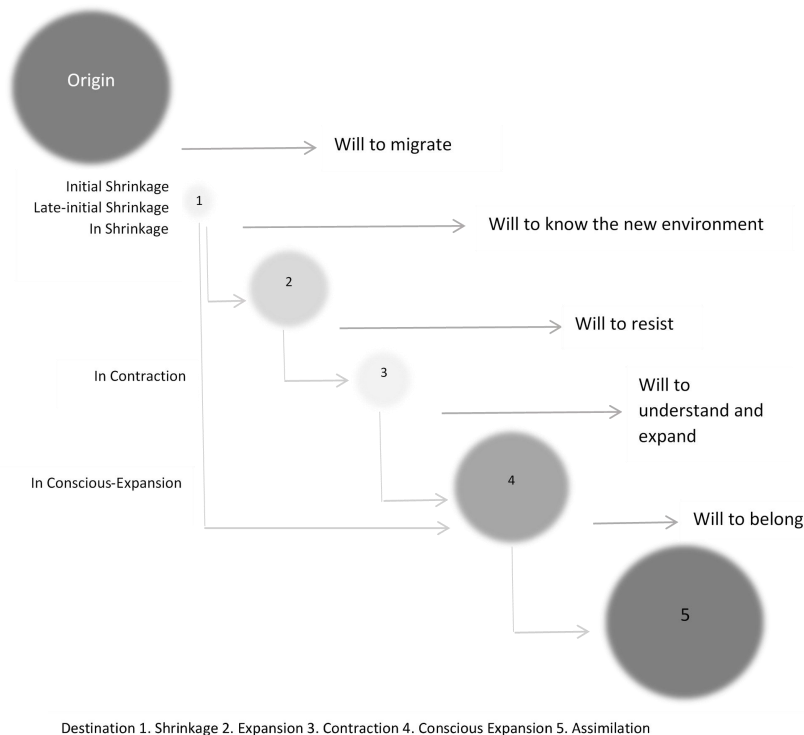 Origin
Will to migrate
Initial Shrinkage
Late-initial Shrinkage
In Shrinkage
1
Will to know the new environment
2
Will to resist
In Contraction
3
Will to
understand and
expand
In Conscious-Expansion
4
Will to belong
5
Destination 1. Shrinkage 2. Expansion 3. Contraction 4. Conscious Expansion 5. Assimilation